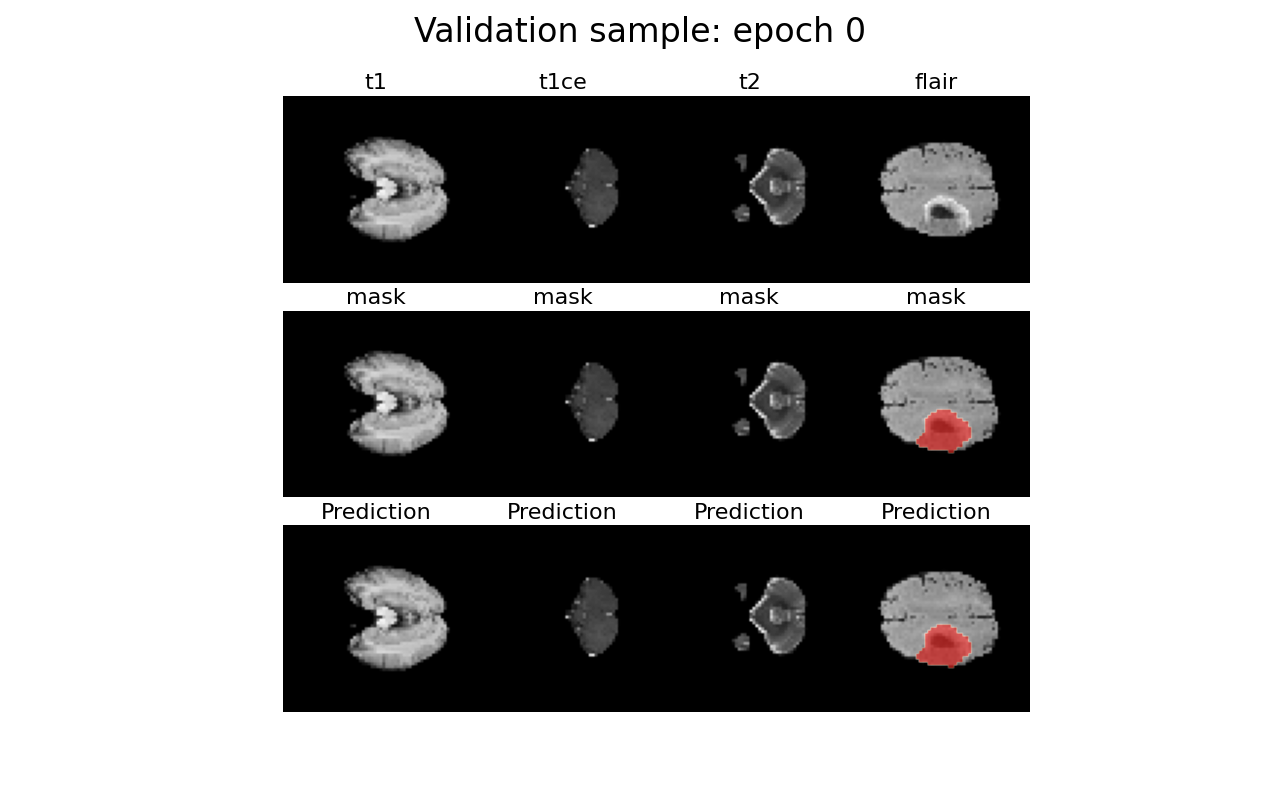 Validation sample: epoch 0
t1 t1ce t2 flair
mask mask mask mask
Prediction Prediction Prediction Prediction